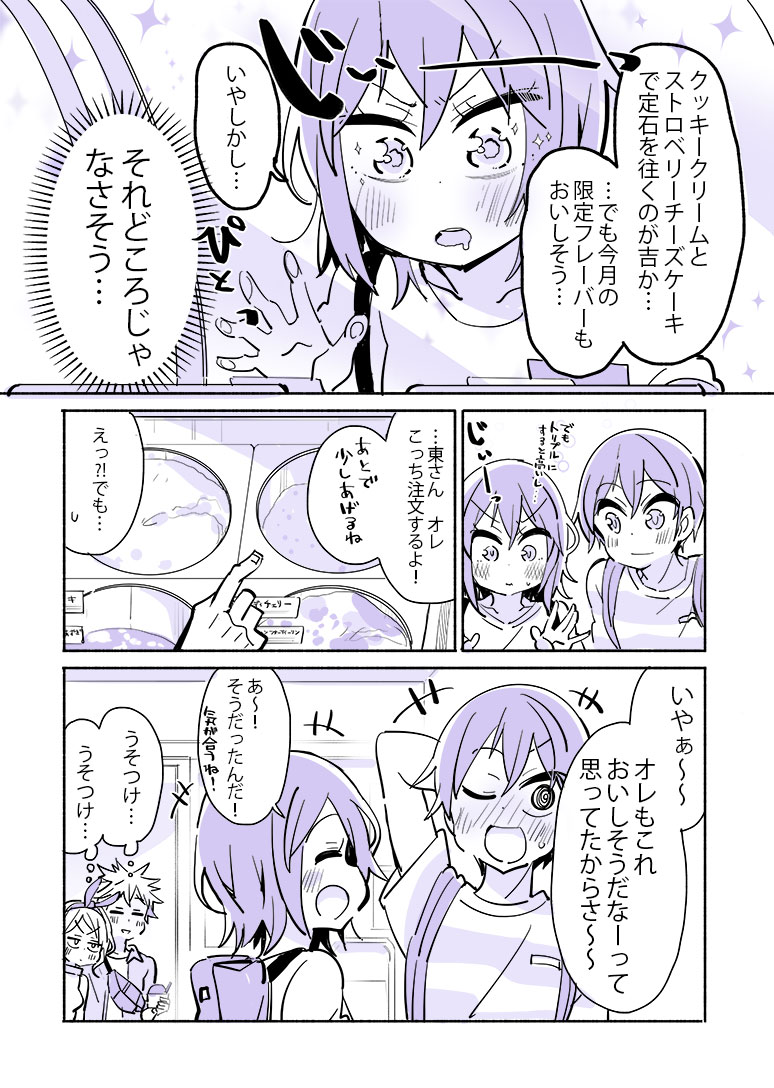 クッキークリームと
ストロベリーチーズケーキ
で定石を往くのが吉か…
…でも今月の
限定フレーバーも
おいしそう…
じーっ
いやしかし…
ぴた
それどころじゃ
なさそう…
でも
トリプルに
すると高いし…
じぃーっ
…東さん オレ
こっち注文するよ!
あとで
少しあげるね
えっ?!でも…
チェリー
キ
いやぁ〜〜
オレもこれ
おいしそうだなーって
思ってたからさ〜〜
あ〜!
そうだったんだ!
気が合うね!
うそつけ…
うそつけ…